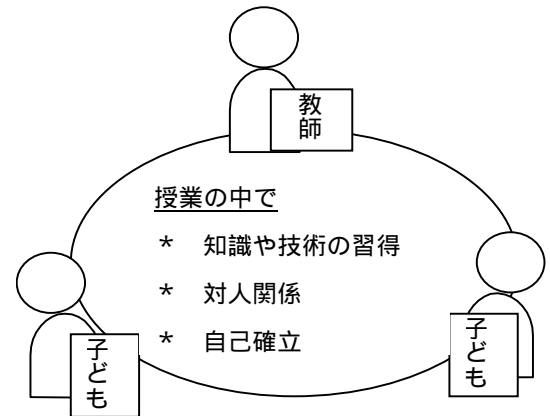 教師
授業の中で
* 知識や技術の習得
* 対人関係
* 自己確立
子ども
子ども